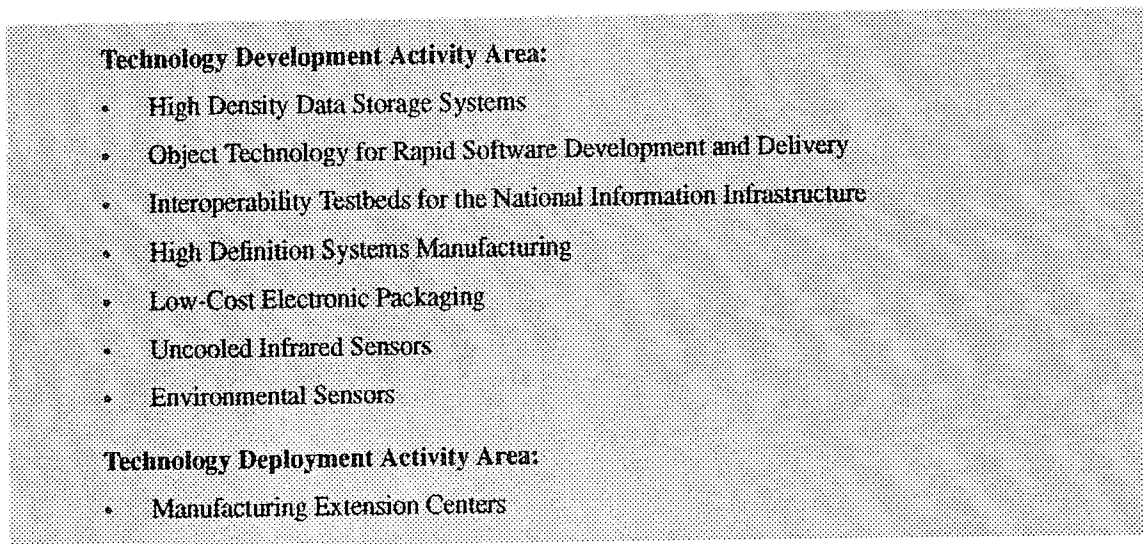 Technology Development Activity Area:
• High Density Data Storage Systems
• Object Technology for Rapid Software Development and Delivery
• Interoperability Testbeds for the National Information Infrastructure
• High Definition Systems Manufacturing
• Low-Cost Electronic Packaging
• Uncooled Infrared Sensors
• Environmental Sensors
Technology Deployment Activity Area:
• Manufacturing Extension Centers